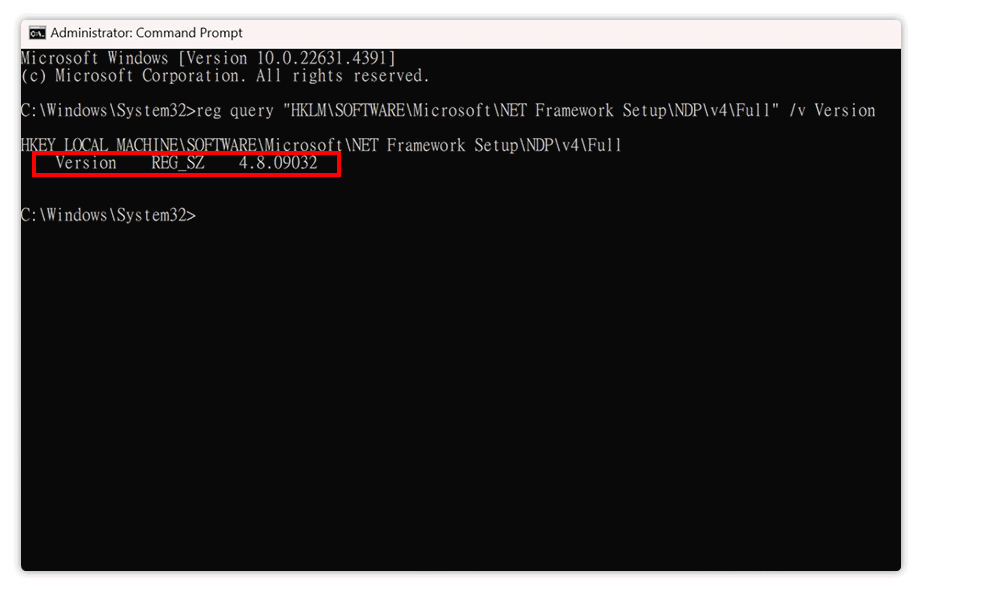 Administrator: Command Prompt
Microsoft Windows [Version 10.0.22631.4391]
(c) Microsoft Corporation. All rights reserved.
C:\Windows\System32>reg query "HKLM\SOFTWARE\Microsoft\NET Framework Setup\NDP\v4\Full" /v Version
HKEY_LOCAL_MACHINE\SOFTWARE\Microsoft\NET Framework Setup\NDP\v4\Full
Version    REG_SZ    4.8.09032
C:\Windows\System32>